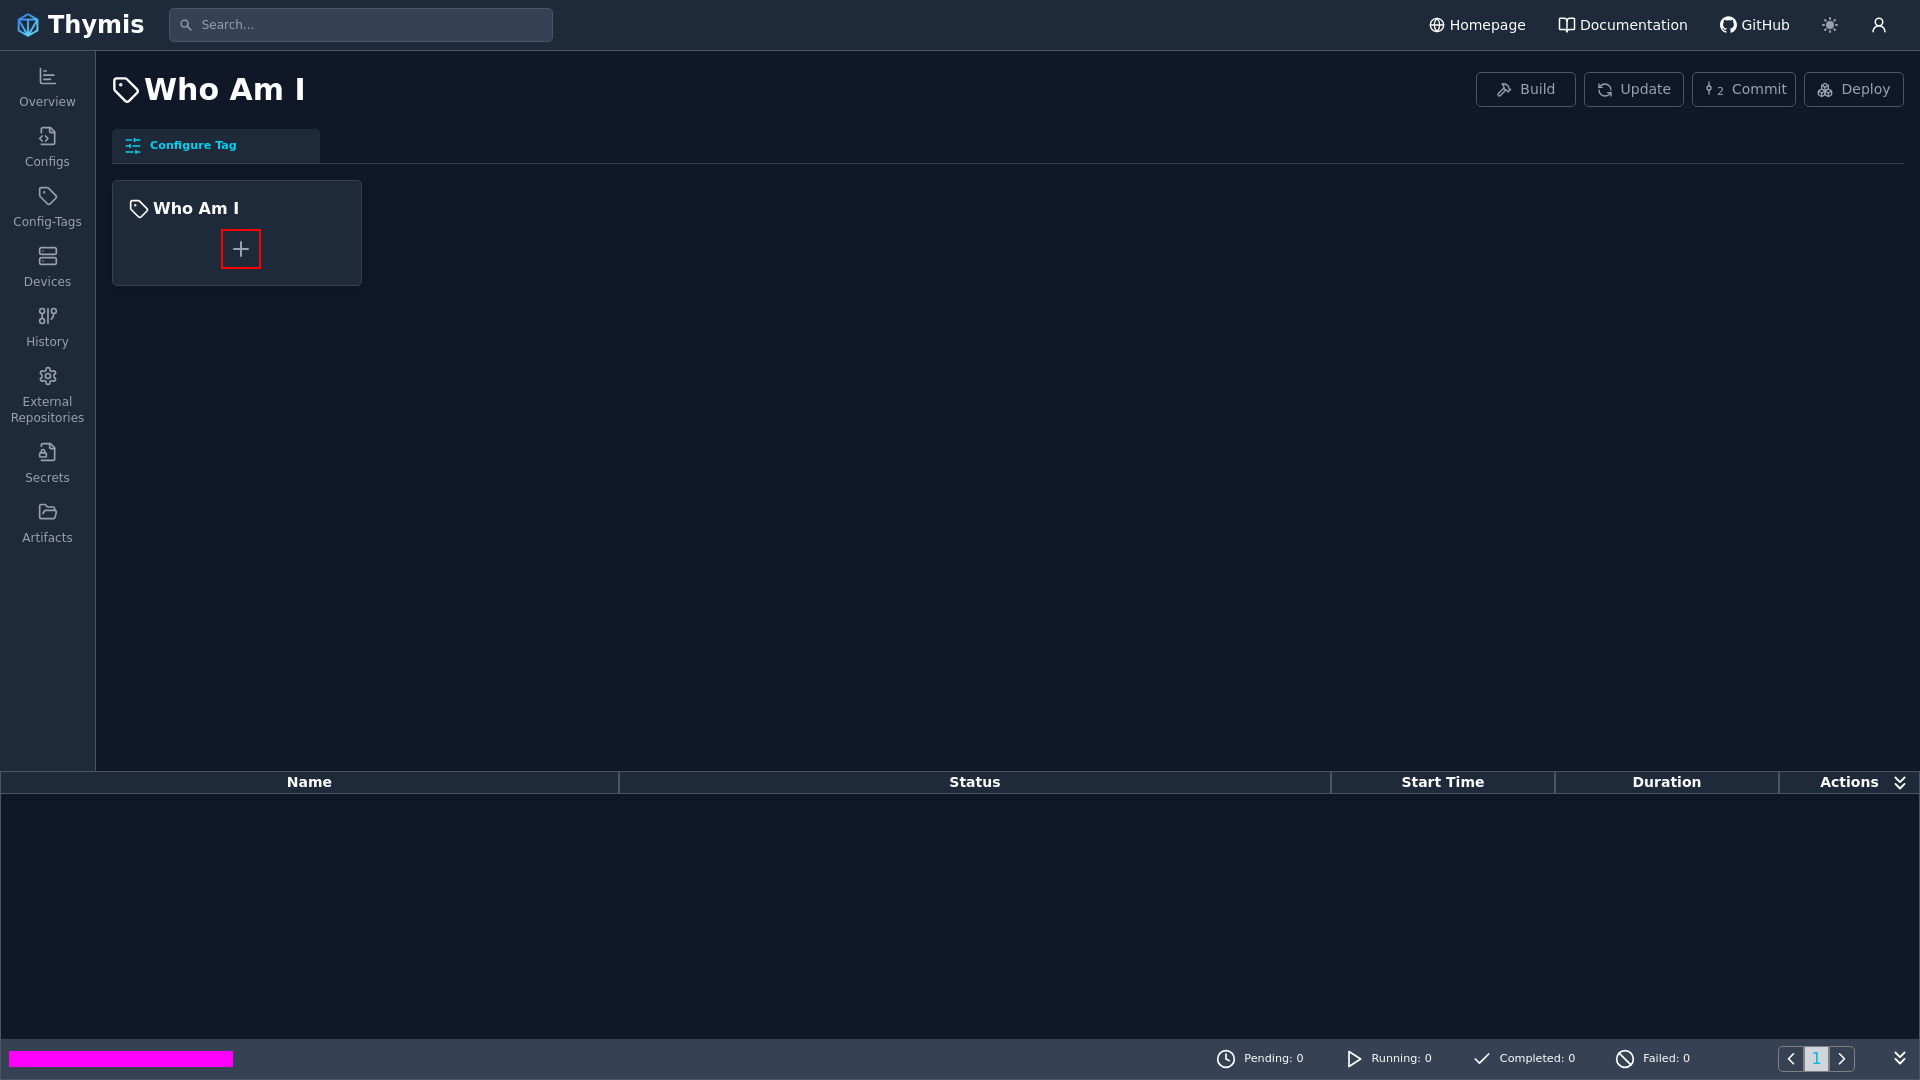 Thymis
Search...
Homepage
Documentation
GitHub
Overview
Configs
Config-Tags
Devices
History
External
Repositories
Secrets
Artifacts
Who Am I
Build
Update
2 Commit
Deploy
Configure Tag
Who Am I
Name
Status
Start Time
Duration
Actions
Pending: 0
Running: 0
Completed: 0
Failed: 0
1